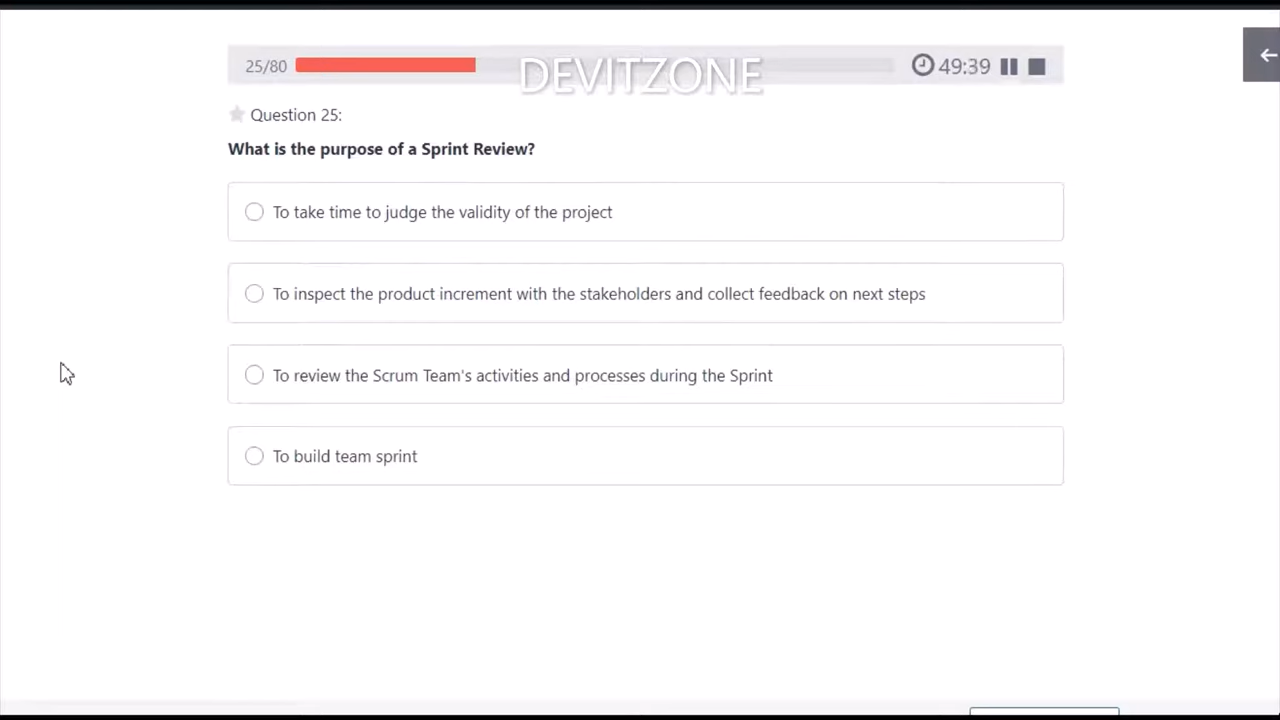 25/80
DEVITZONE
49:39
Question 25:
What is the purpose of a Sprint Review?
To take time to judge the validity of the project
To inspect the product increment with the stakeholders and collect feedback on next steps
To review the Scrum Team's activities and processes during the Sprint
To build team sprint